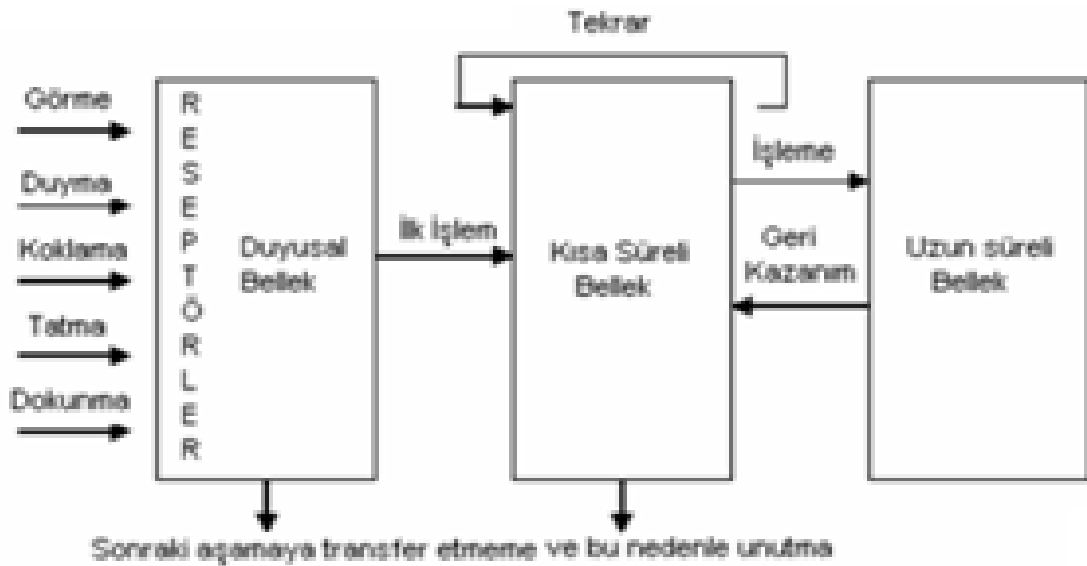 Tekrar
Görme
Duyma
Koklama
Tatma
Dokunma
RESEPTÖRLER
Duyusal
Bellek
İlk İşlem
Kısa Süreli
Bellek
İşleme
Geri
Kazanım
Uzun süreli
Bellek
Sonraki aşamaya transfer etmeme ve bu nedenle unutma